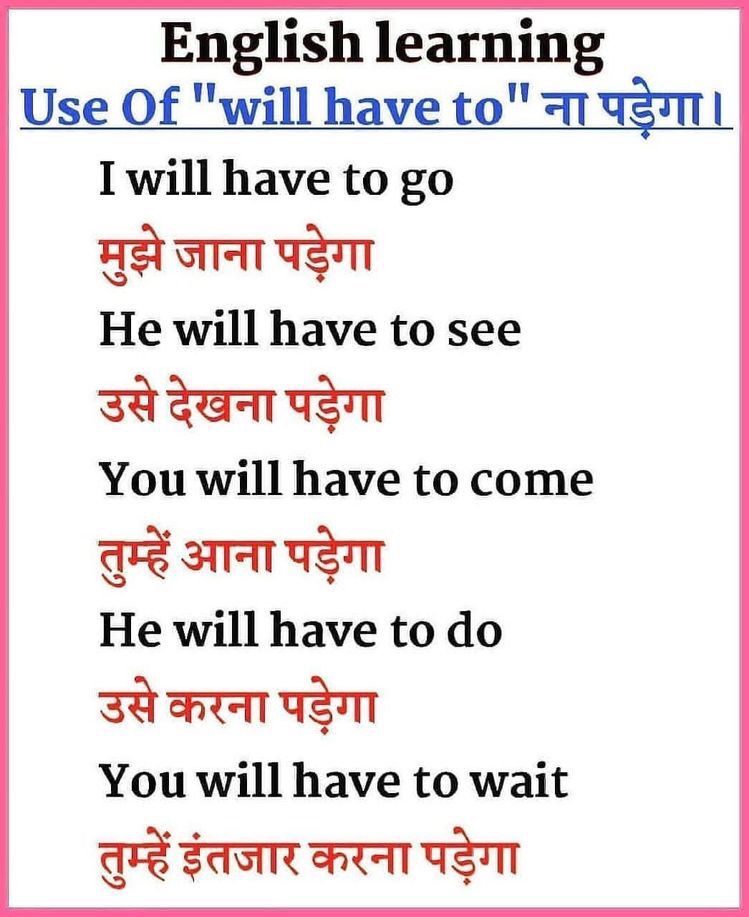 English learning
Use Of "will have to" ना पड़ेगा।
I will have to go
मुझे जाना पड़ेगा
He will have to see
उसे देखना पड़ेगा
You will have to come
तुम्हें आना पड़ेगा
He will have to do
उसे करना पड़ेगा
You will have to wait
तुम्हें इंतजार करना पड़ेगा